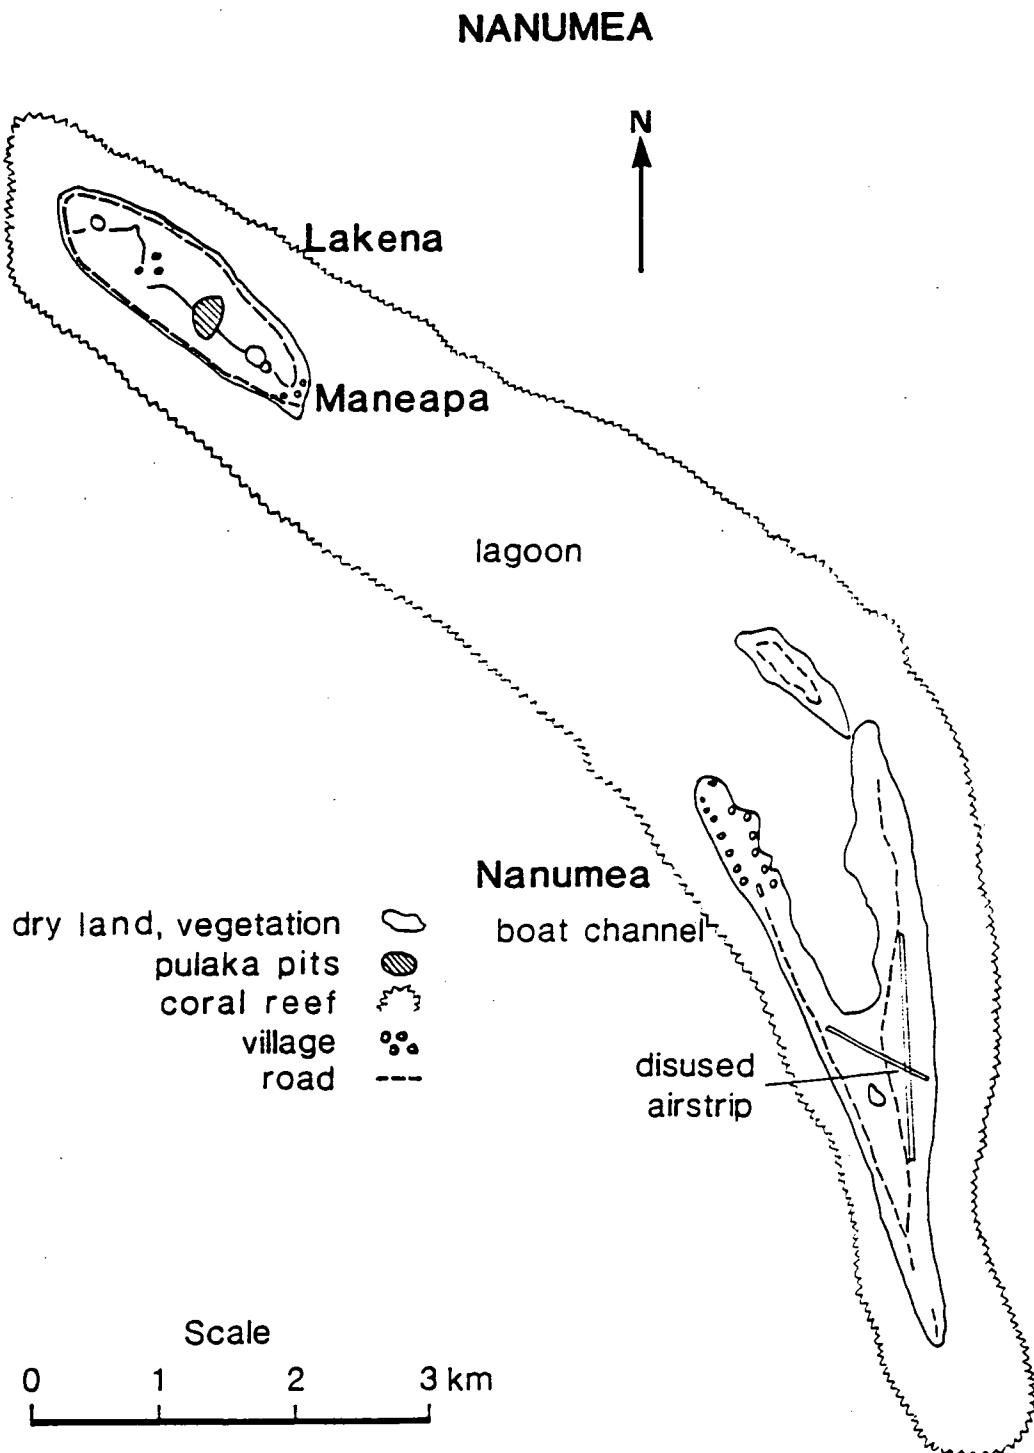 NANUMEA
N
Lakena
Maneapa
lagoon
Nanumea
boat channel
dry land, vegetation
pulaka pits
coral reef
village
road
disused
airstrip
Scale
0 1 2 3 km